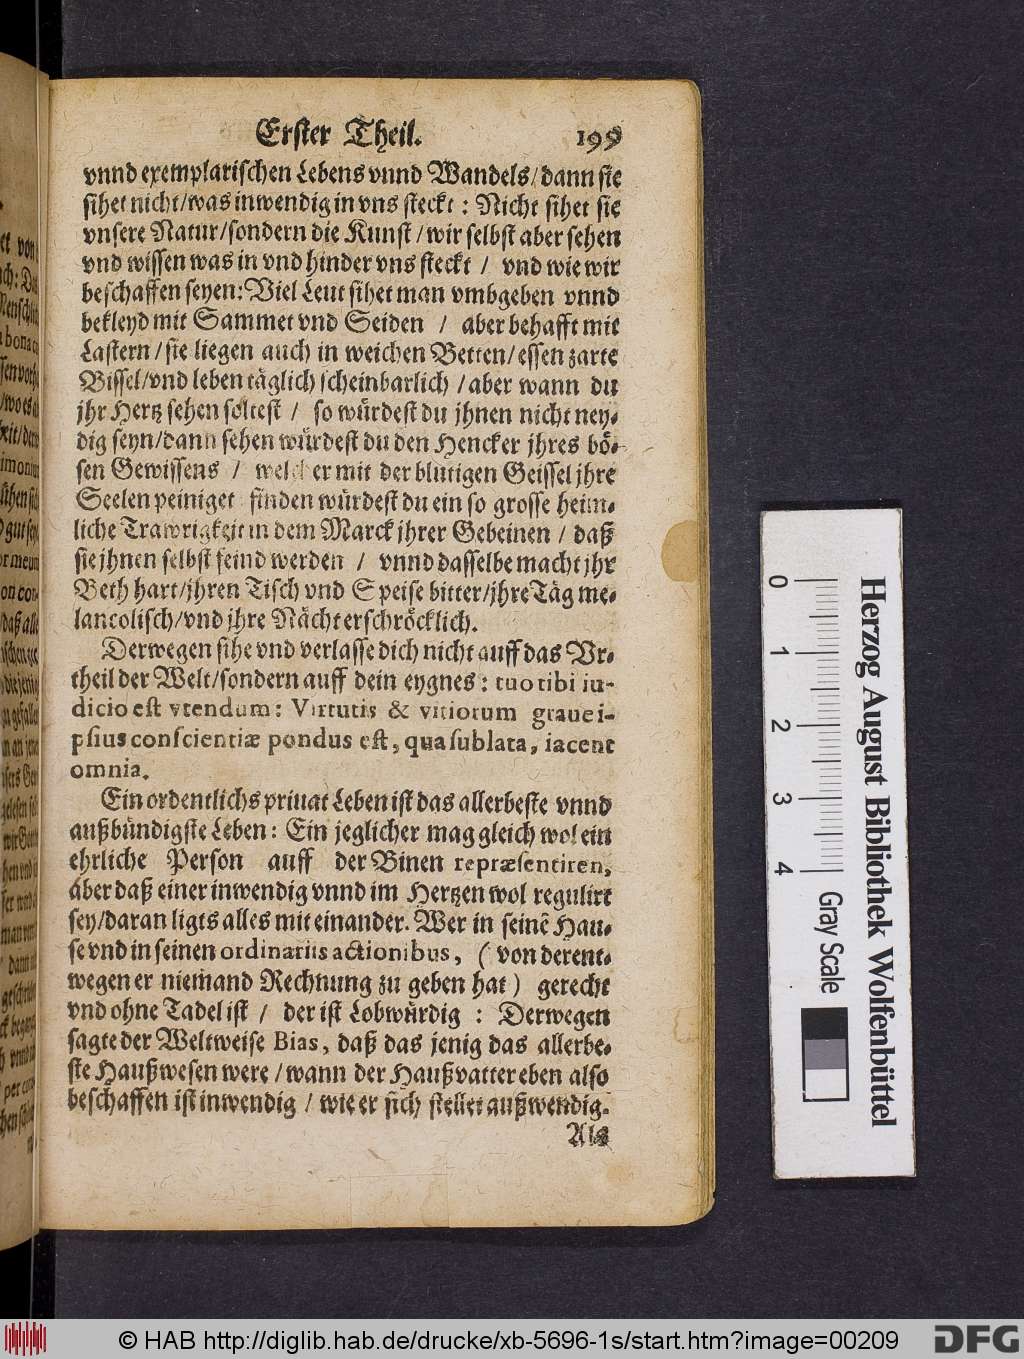 Erster Theil. 199
vnnd exemplarischen Lebens vnnd Wandels/dann sie
sihet nicht/was inwendig in vns steckt: Nicht sihet sie
vnsere Natur/sondern die Kunst/wir selbst aber sehen
vnd wissen was in vnd hinder vns steckt / vnd wie wir
beschaffen seyen: Viel Leut sihet man vmbgeben vnnd
bekleyd mit Sammet vnd Seiden / aber behafft mit
Lastern/sie liegen auch in weichen Betten/essen zarte
Bissel/vnd leben täglich scheinbarlich/aber wann du
jhr Hertz sehen soltest / so würdest du jhnen nicht ney-
dig seyn/dann sehen würdest du den Hencker jhres bö-
sen Gewissens / welcher mit der blutigen Geissel jhre
Seelen peiniget finden würdest du ein so grosse heim-
liche Trawrigkeit in dem Marck jhrer Gebeinen / daß
sie jhnen selbst feind werden / vnnd dasselbe macht jhr
Beth hart/jhren Tisch vnd Speise bitter/jhre Täg me-
lancolisch/vnd jhre Nächt erschröcklich.
Derwegen sihe vnd verlasse dich nicht auff das Vr-
theil der Welt/sondern auff dein eygnes: tuo tibi iu-
dicio est vtendum: Virtutis & vitiorum graue i-
psius conscientiæ pondus est, qua sublata, iacent
omnia.
Ein ordentlichs priuat Leben ist das allerbeste vnnd
außbündigste Leben: Ein jeglicher mag gleich wol ein
ehrliche Person auff der Binen repræsentiren,
aber daß einer inwendig vnnd im Hertzen wol regulirt
sey/daran ligts alles mit einander. Wer in seinē Hau-
se vnd in seinen ordinariis actionibus, (von derent-
wegen er niemand Rechnung zu geben hat) gerecht
vnd ohne Tadel ist / der ist Lobwürdig: Derwegen
sagte der Weltweise Bias, daß das jenig das allerbe-
ste Haußwesen were/wann der Haußvatter eben also
beschaffen ist inwendig/wie er sich stellet außwendig.
Als
0 1 2 3 4
Herzog August Bibliothek Wolfenbüttel
Gray Scale
© HAB http://diglib.hab.de/drucke/xb-5696-1s/start.htm?image=00209
DFG